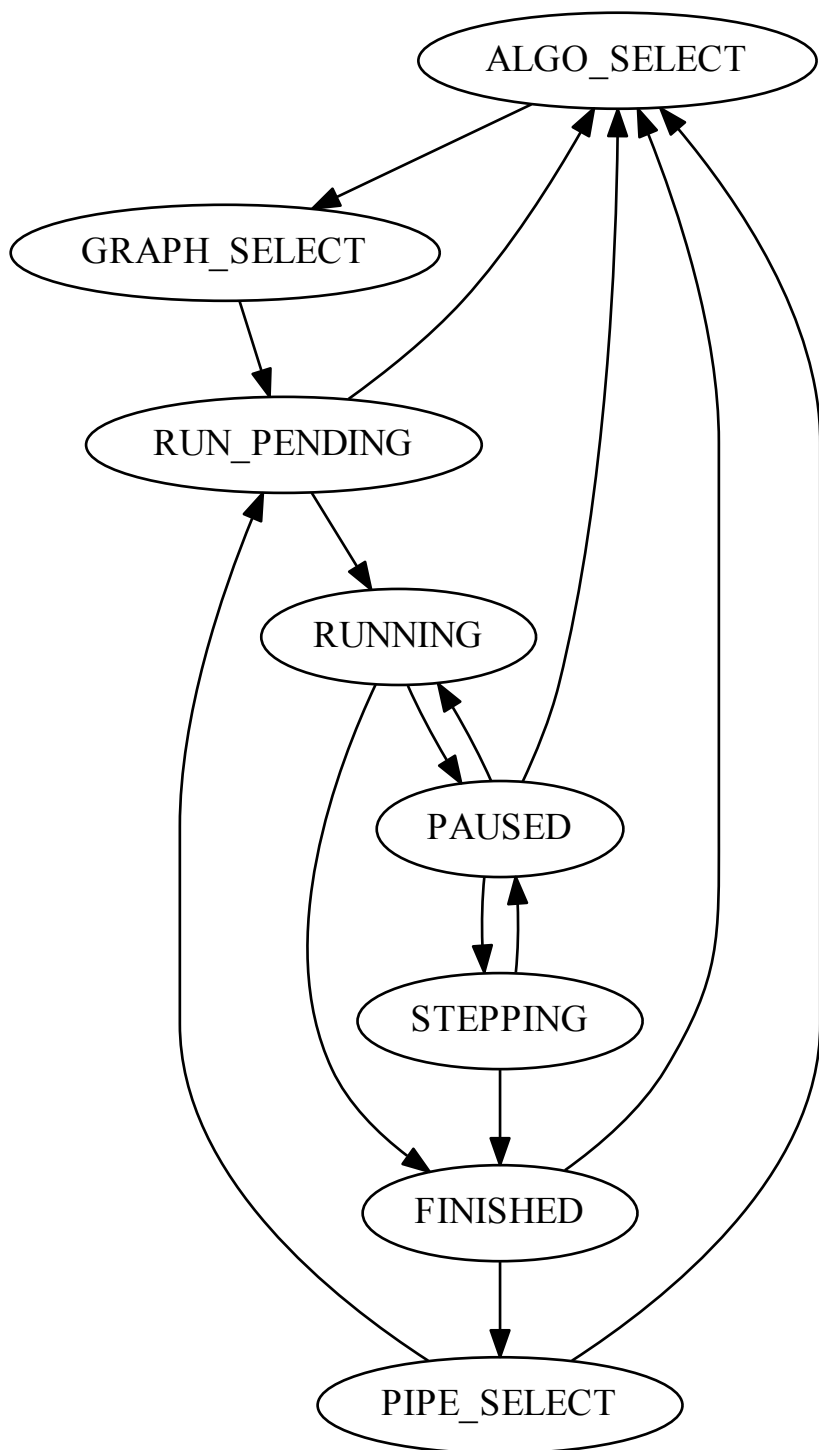 ALGO_SELECT
GRAPH_SELECT
RUN_PENDING
RUNNING
PAUSED
STEPPING
FINISHED
PIPE_SELECT